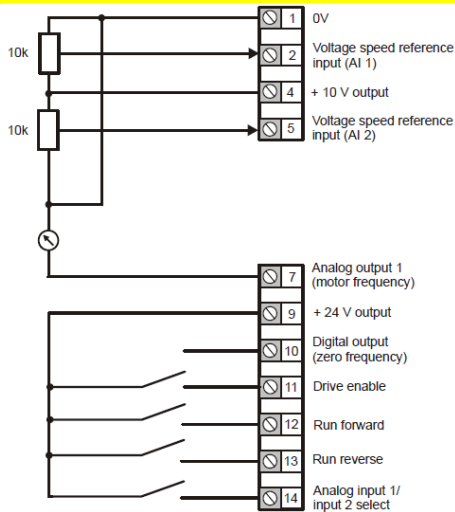 1 0V
10k
2 Voltage speed reference
input (AI 1)
4 + 10 V output
10k
5 Voltage speed reference
input (AI 2)
7 Analog output 1
(motor frequency)
9 + 24 V output
10 Digital output
(zero frequency)
11 Drive enable
12 Run forward
13 Run reverse
14 Analog input 1/
input 2 select